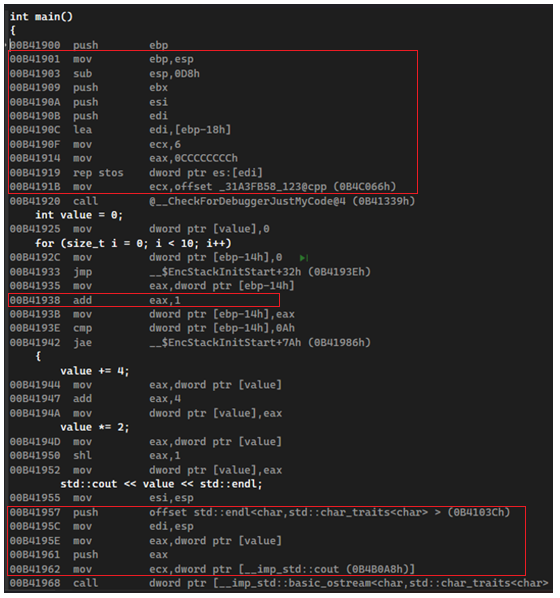 int main()
{
00B41900 push ebp
00B41901 mov ebp,esp
00B41903 sub esp,0D8h
00B41909 push ebx
00B4190A push esi
00B4190B push edi
00B4190C lea edi,[ebp-18h]
00B4190F mov ecx,6
00B41914 mov eax,0CCCCCCCCh
00B41919 rep stos dword ptr es:[edi]
00B4191B mov ecx,offset _31A3FB58_123@cpp (0B4C066h)
00B41920 call @__CheckForDebuggerJustMyCode@4 (0B41339h)
int value = 0;
00B41925 mov dword ptr [value],0
for (size_t i = 0; i < 10; i++)
00B4192C mov dword ptr [ebp-14h],0
00B41933 jmp __$EncStackInitStart+32h (0B4193Eh)
00B41935 mov eax,dword ptr [ebp-14h]
00B41938 add eax,1
00B4193B mov dword ptr [ebp-14h],eax
00B4193E cmp dword ptr [ebp-14h],0Ah
00B41942 jae __$EncStackInitStart+7Ah (0B41986h)
{
value += 4;
00B41944 mov eax,dword ptr [value]
00B41947 add eax,4
00B4194A mov dword ptr [value],eax
value *= 2;
00B4194D mov eax,dword ptr [value]
00B41950 shl eax,1
00B41952 mov dword ptr [value],eax
std::cout << value << std::endl;
00B41955 mov esi,esp
00B41957 push offset std::endl<char,std::char_traits<char> > (0B4103Ch)
00B4195C mov edi,esp
00B4195E mov eax,dword ptr [value]
00B41961 push eax
00B41962 mov ecx,dword ptr [__imp_std::cout (0B4B0A8h)]
00B41968 call dword ptr [__imp_std::basic_ostream<char,std::char_traits<char>